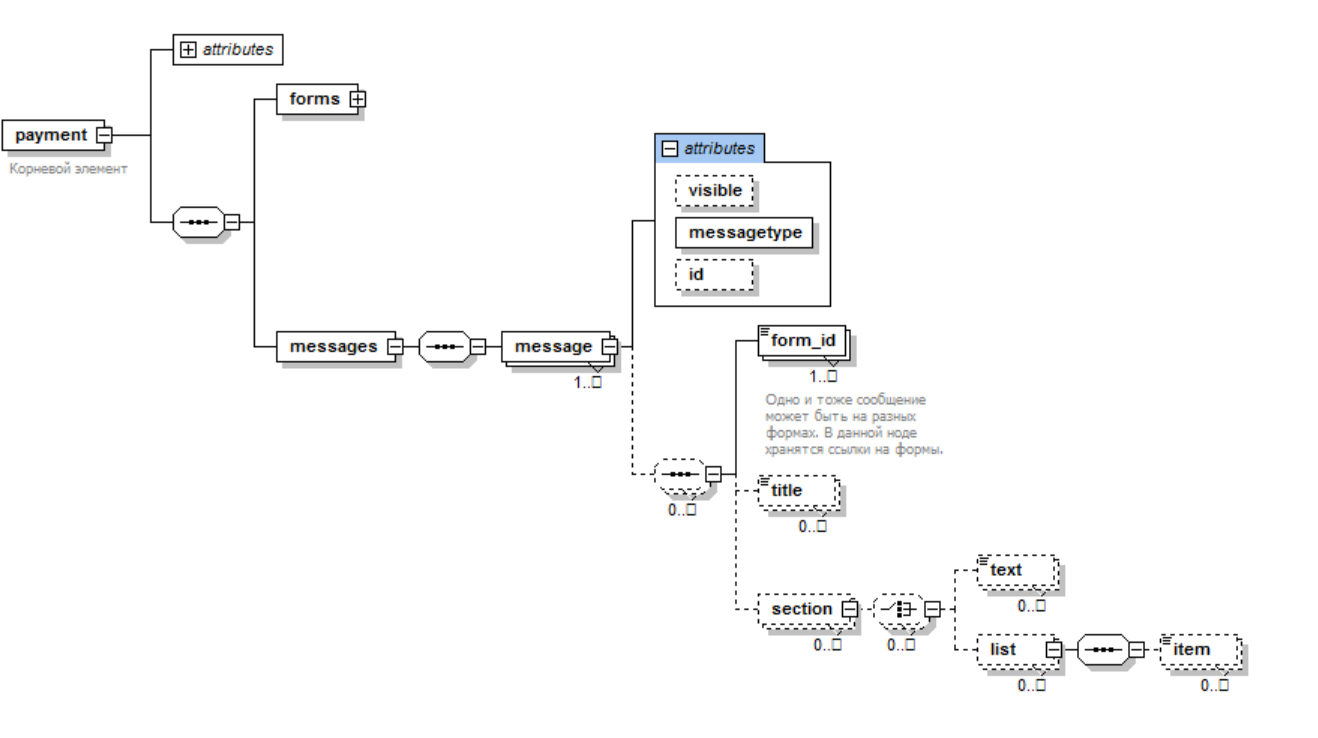 attributes
forms
payment
Корневой элемент
attributes
visible
messagetype
id
messages
message
1..□
form_id
1..□
Одно и тоже сообщение
может быть на разных
формах. В данной ноде
хранятся ссылки на формы.
0..□
title
0..□
section
0..□
0..□
text
0..□
list
0..□
item
0..□